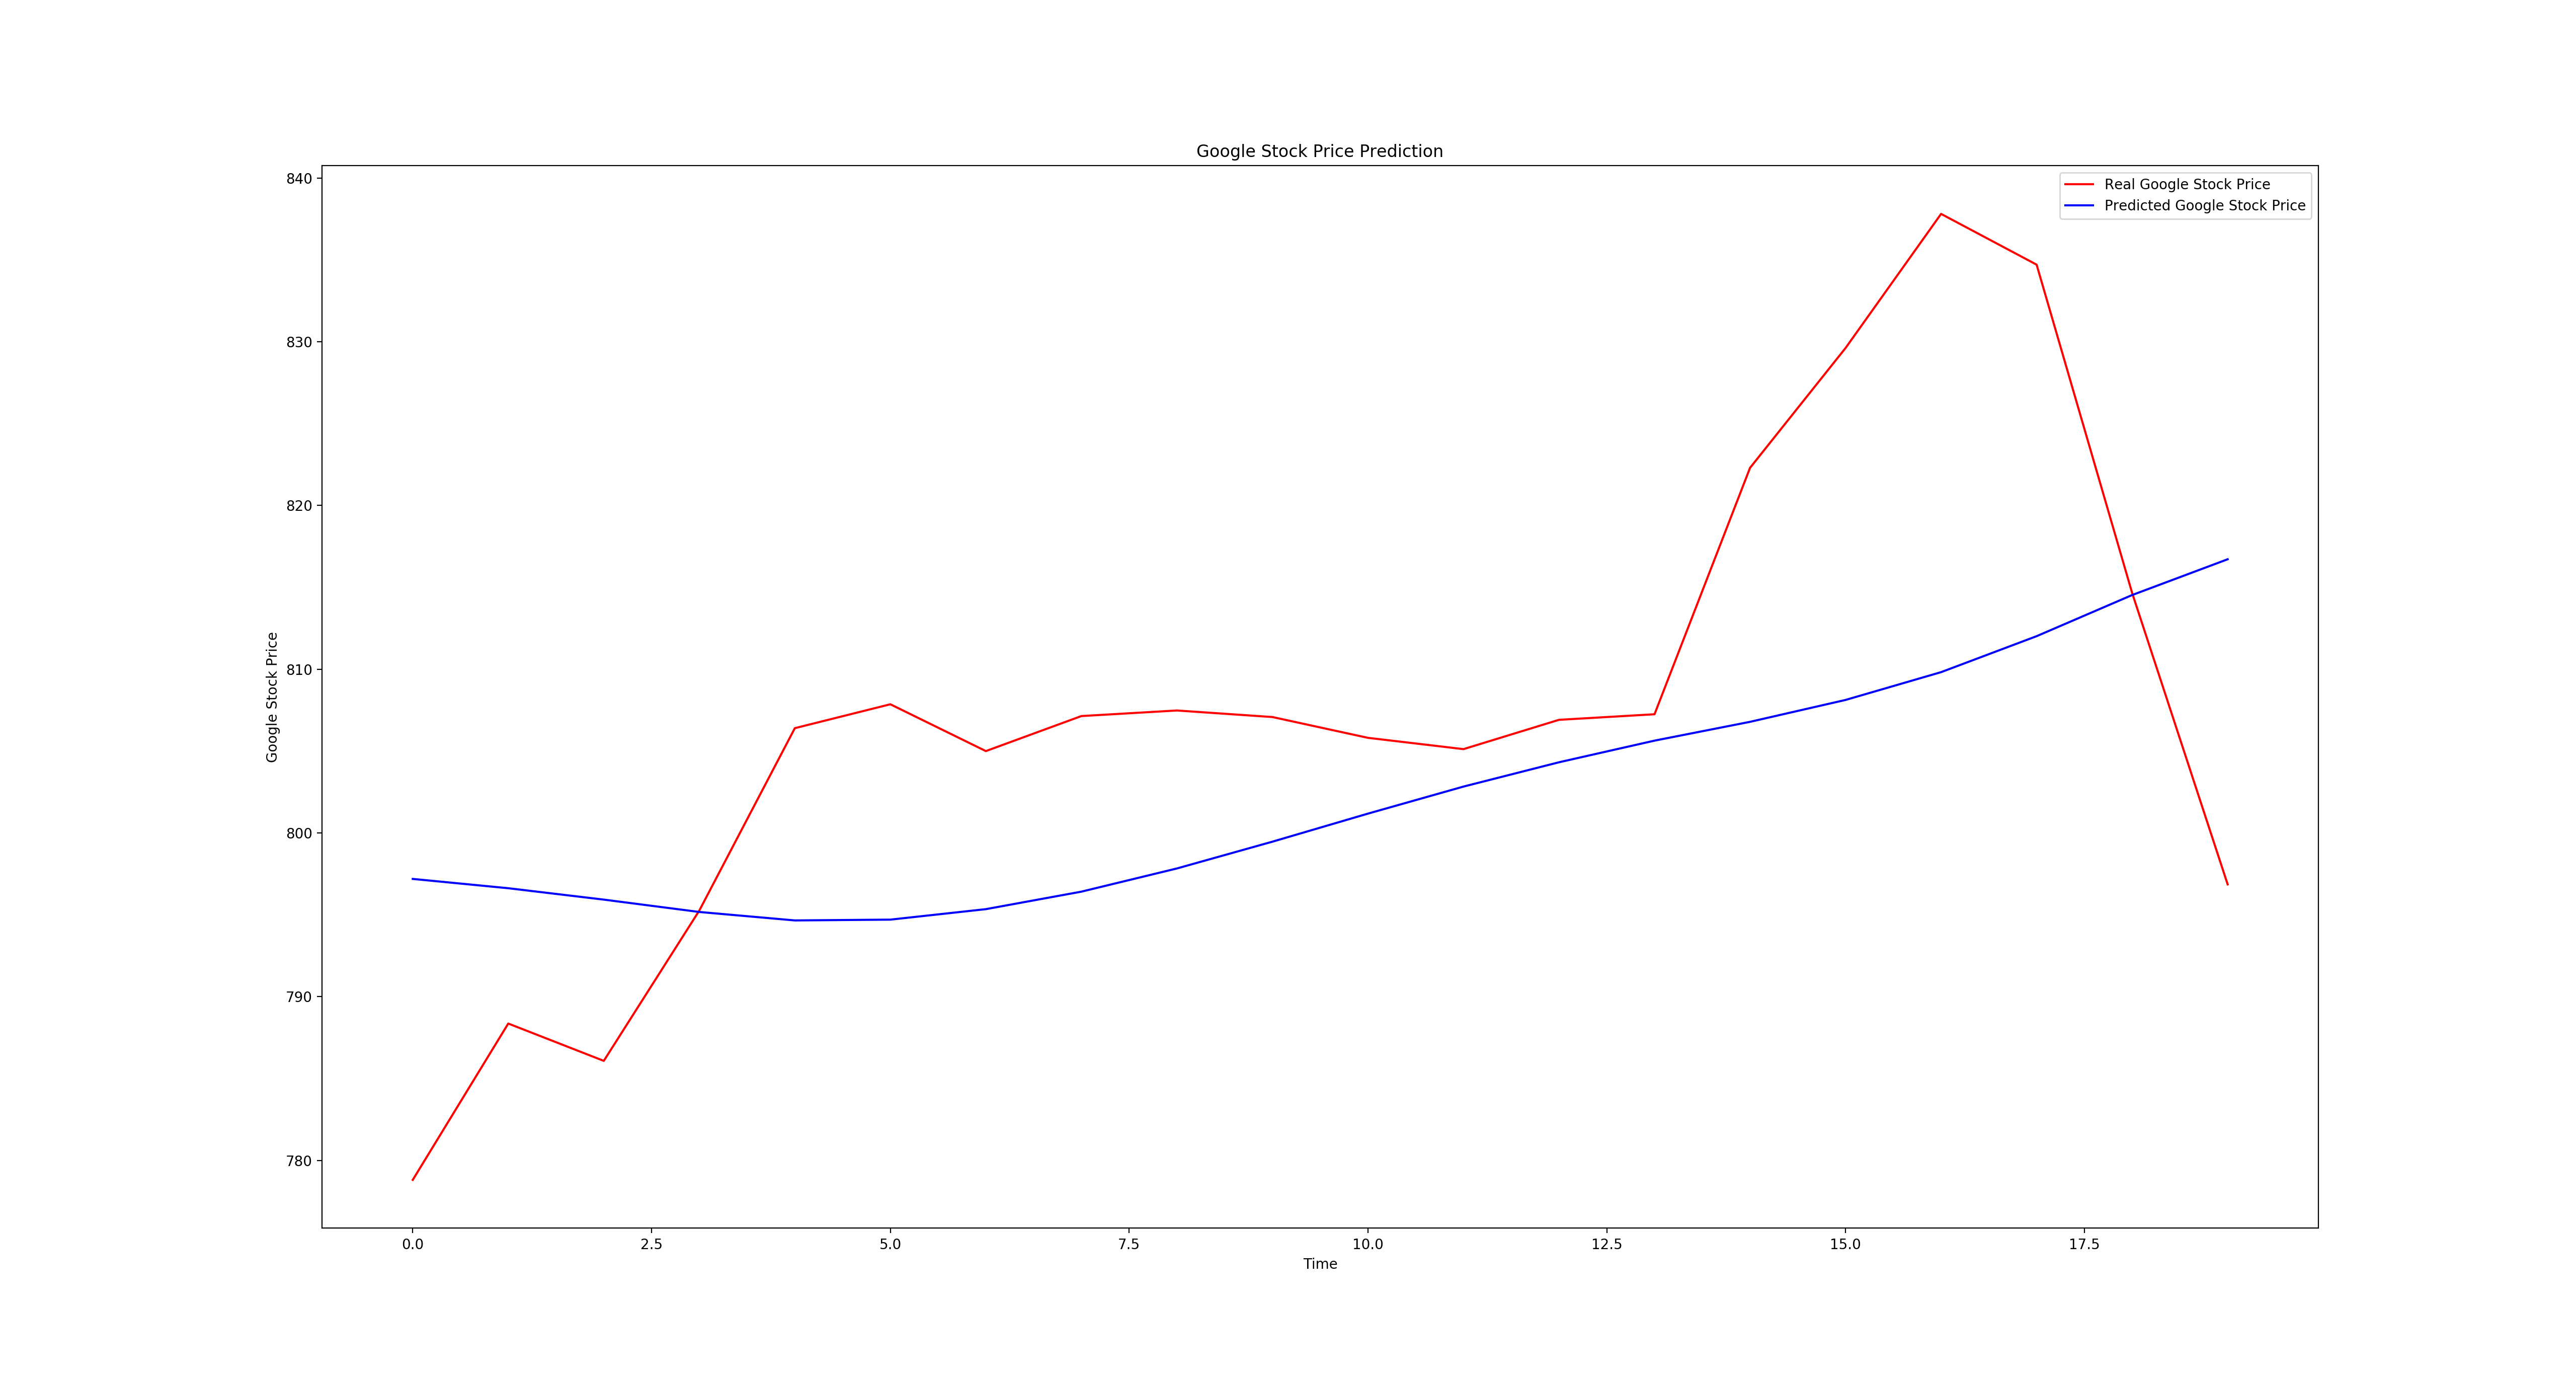 Google Stock Price Prediction
Real Google Stock Price
Predicted Google Stock Price
840
830
820
810
800
790
780
Google Stock Price
0.0 2.5 5.0 7.5 10.0 12.5 15.0 17.5
Time